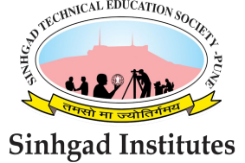 SINHGAD TECHNICAL EDUCATION SOCIETY - PUNE
तमसो मा ज्योतिर्गमय
Sinhgad Institutes